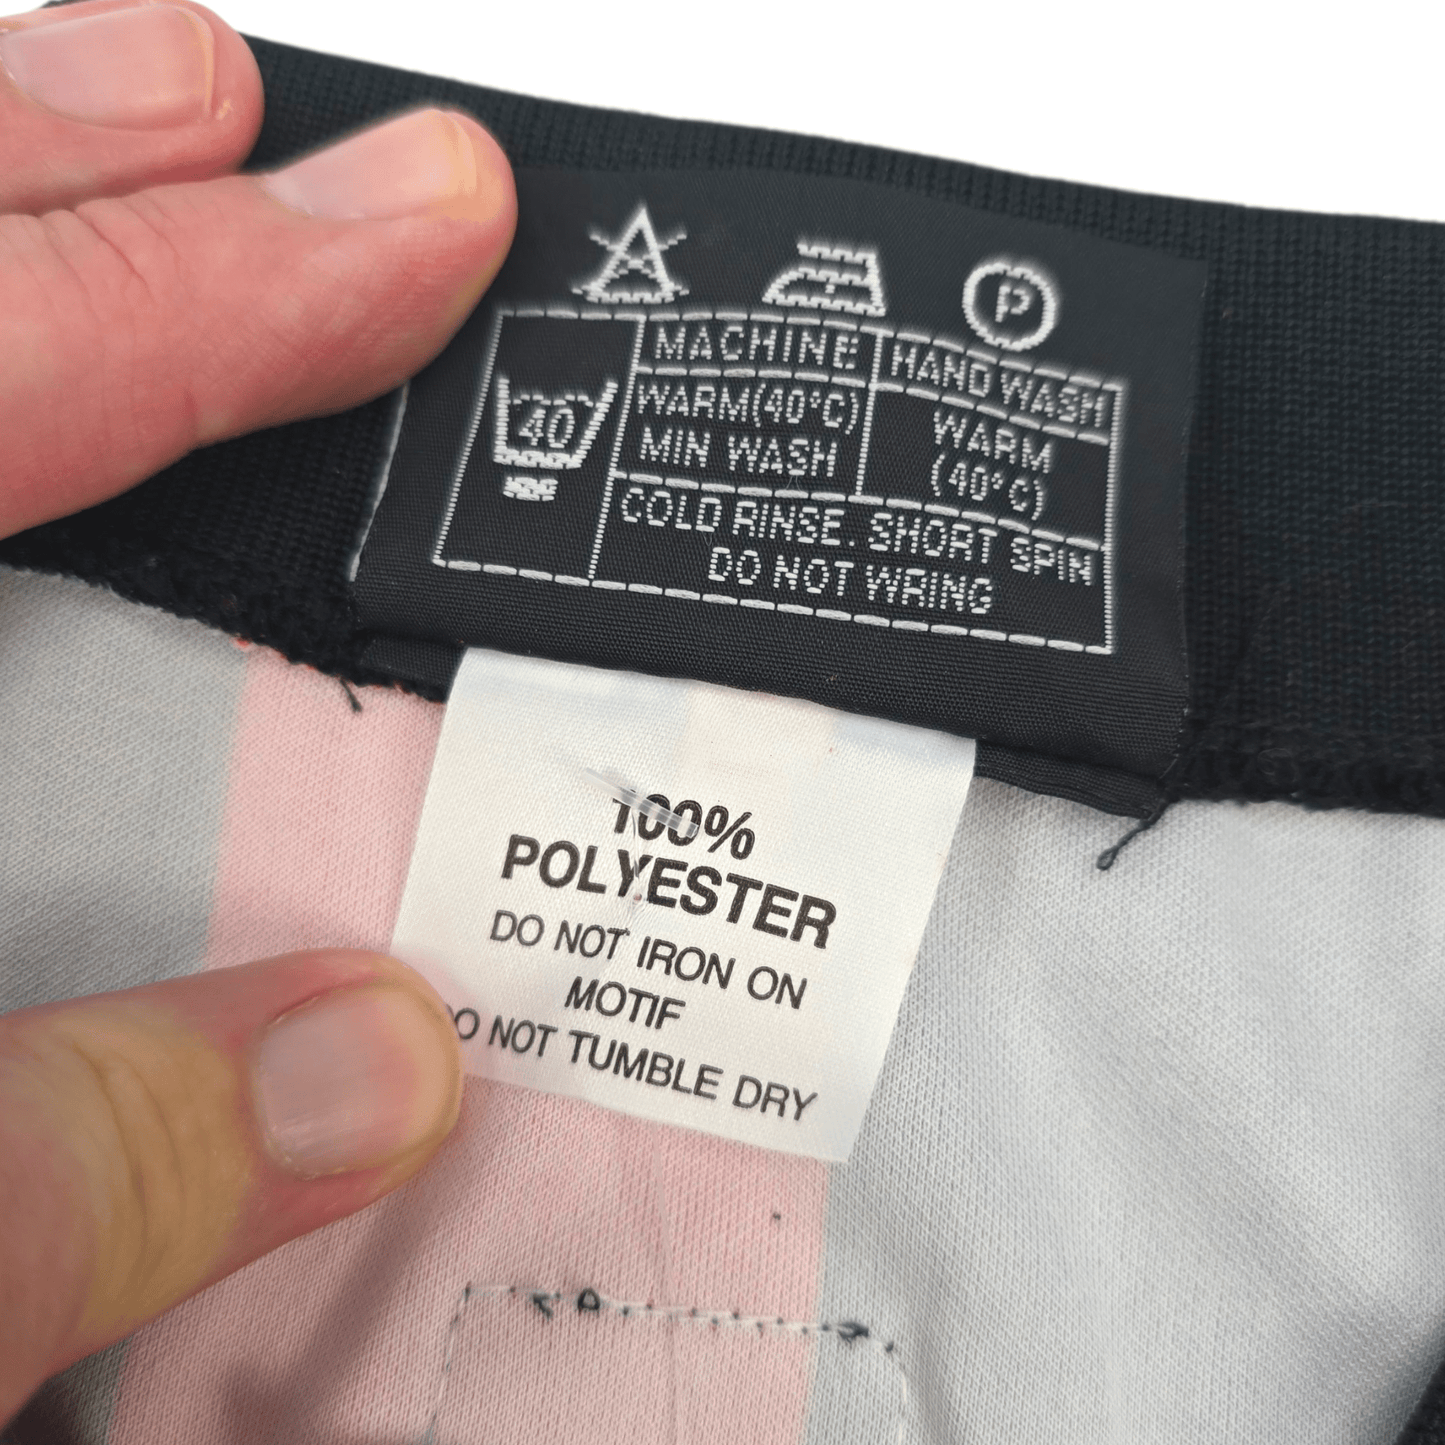 P
MACHINE
HAND WASH
40
WARM(40°C)
MIN WASH
WARM
(40°C)
COLD RINSE. SHORT SPIN
DO NOT WRING
100%
POLYESTER
DO NOT IRON ON
MOTIF
DO NOT TUMBLE DRY